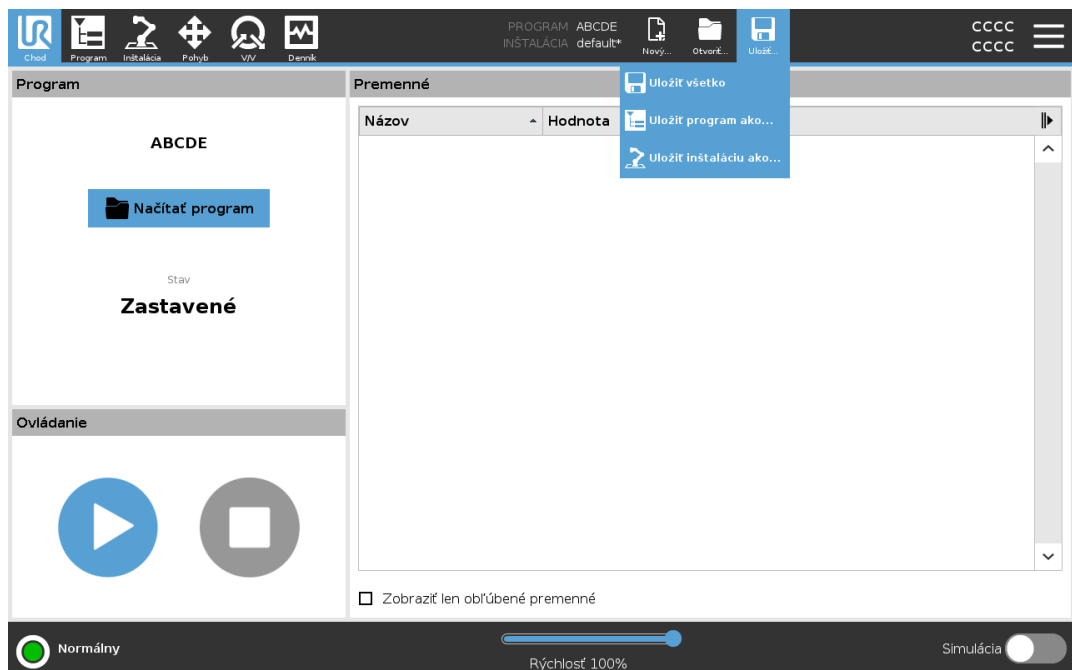 Chod
Program
Inštalácia
Pohyb
V/V
Denník
PROGRAM ABCDE
INŠTALÁCIA default*
Nový...
Otvoriť...
Uložiť...
CCCC
CCCC
Program
Premenné
Uložiť všetko
Uložiť program ako...
Uložiť inštaláciu ako...
Názov
Hodnota
ABCDE
Načítať program
Stav
Zastavené
Ovládanie
Zobraziť len obľúbené premenné
Normálny
Rýchlosť 100%
Simulácia